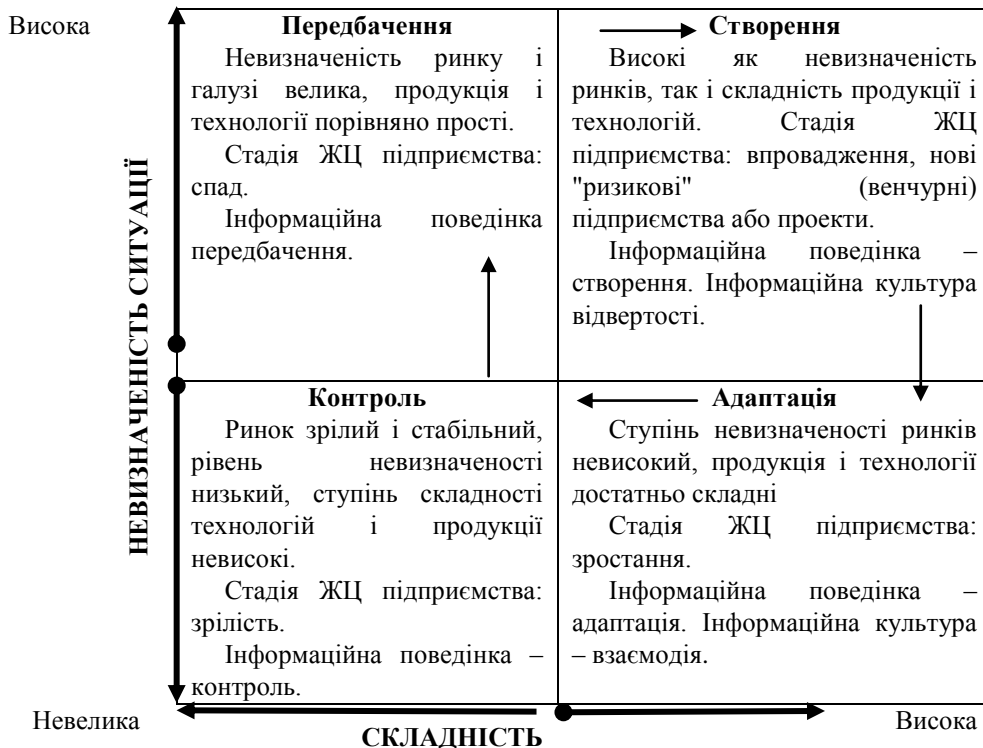 Висока
НЕВИЗНАЧЕНІСТЬ СИТУАЦІЇ
Передбачення
Невизначеність ринку і
галузі велика, продукція і
технології порівняно прості.
Стадія ЖЦ підприємства:
спад.
Інформаційна поведінка
передбачення.
Створення
Високі як невизначеність
ринків, так і складність продукції і
технологій. Стадія ЖЦ
підприємства: впровадження, нові
"ризикові" (венчурні)
підприємства або проекти.
Інформаційна поведінка –
створення. Інформаційна культура
відвертості.
Контроль
Ринок зрілий і стабільний,
рівень невизначеності
низький, ступінь складності
технологій і продукції
невисокі.
Стадія ЖЦ підприємства:
зрілість.
Інформаційна поведінка –
контроль.
Адаптація
Ступінь невизначеності ринків
невисокий, продукція і технології
достатньо складні
Стадія ЖЦ підприємства:
зростання.
Інформаційна поведінка –
адаптація. Інформаційна культура
– взаємодія.
Невелика
СКЛАДНІСТЬ
Висока